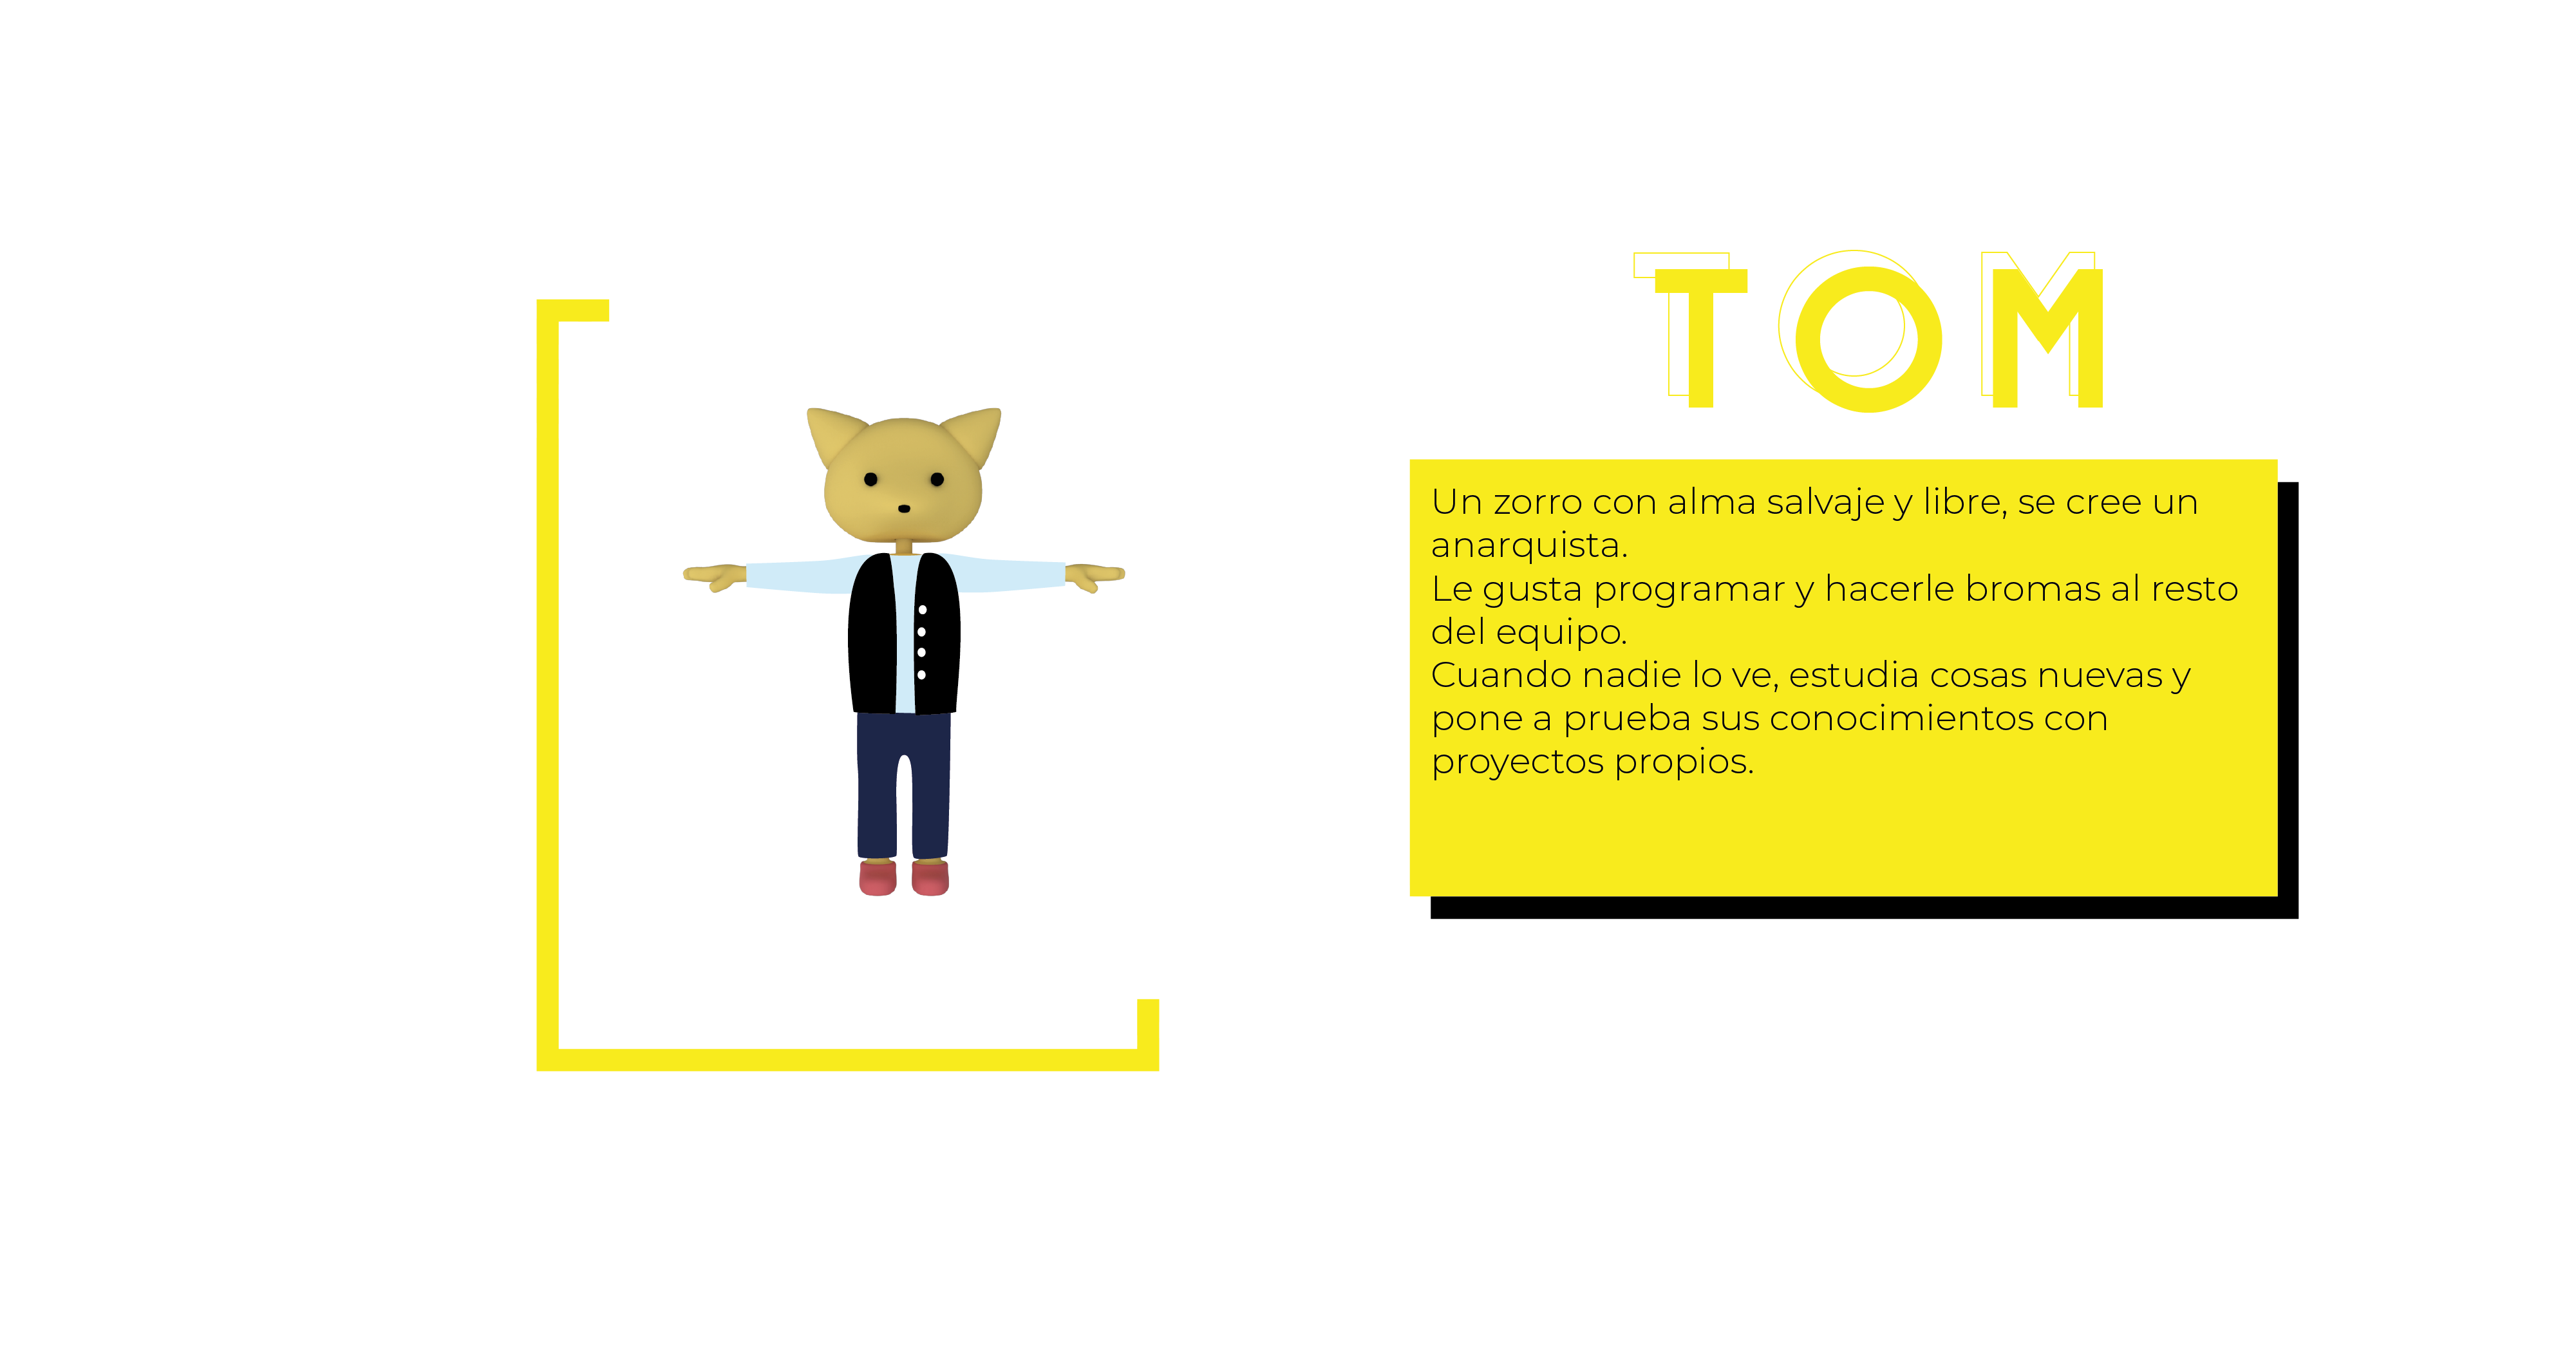 TOM
Un zorro con alma salvaje y libre, se cree un
anarquista.
Le gusta programar y hacerle bromas al resto
del equipo.
Cuando nadie lo ve, estudia cosas nuevas y
pone a prueba sus conocimientos con
proyectos propios.